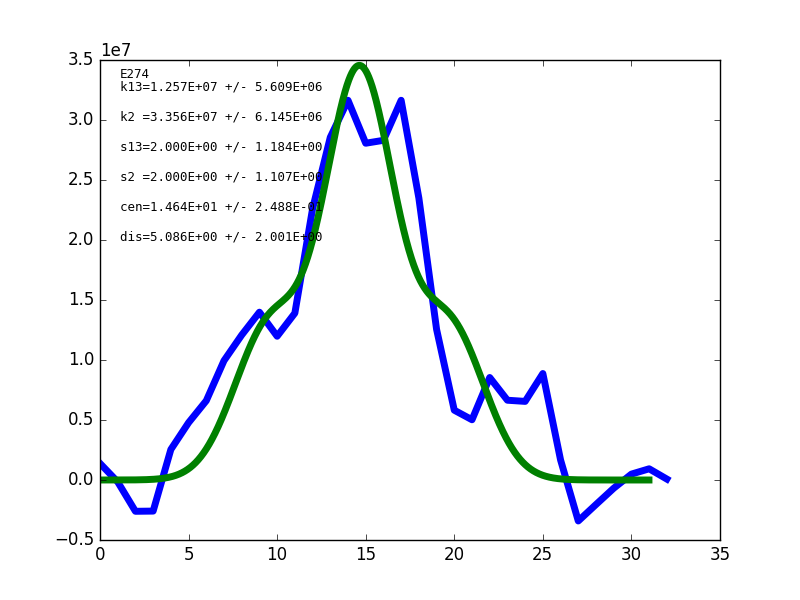 1e7
3.5
3.0
2.5
2.0
1.5
1.0
0.5
0.0
−0.5
E274
k13=1.257E+07 +/- 5.609E+06
k2 =3.356E+07 +/- 6.145E+06
s13=2.000E+00 +/- 1.184E+00
s2 =2.000E+00 +/- 1.107E+00
cen=1.464E+01 +/- 2.488E-01
dis=5.086E+00 +/- 2.001E+00
0 5 10 15 20 25 30 35